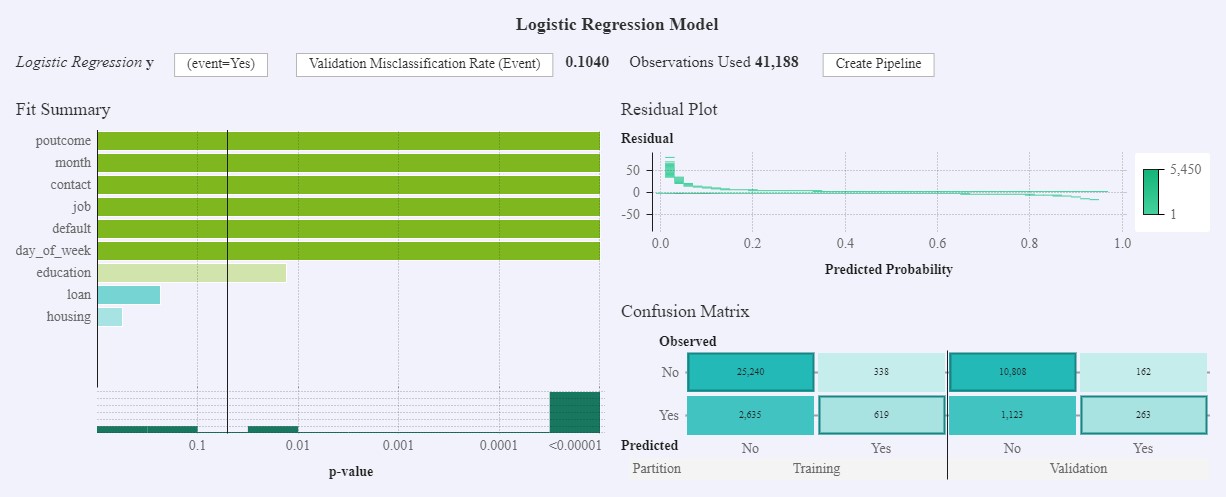 Logistic Regression Model
Logistic Regression y (event=Yes) Validation Misclassification Rate (Event) 0.1040 Observations Used 41,188 Create Pipeline
Fit Summary
poutcome
month
contact
job
default
day_of_week
education
loan
housing
0.1 0.01 0.001 0.0001 <0.00001
p-value
Residual Plot
Residual
50
0
-50
0.0 0.2 0.4 0.6 0.8 1.0
Predicted Probability
5,450
1
Confusion Matrix
Observed
No 25,240 338 10,808 162
Yes 2,635 619 1,123 263
Predicted No Yes No Yes
Partition Training Validation